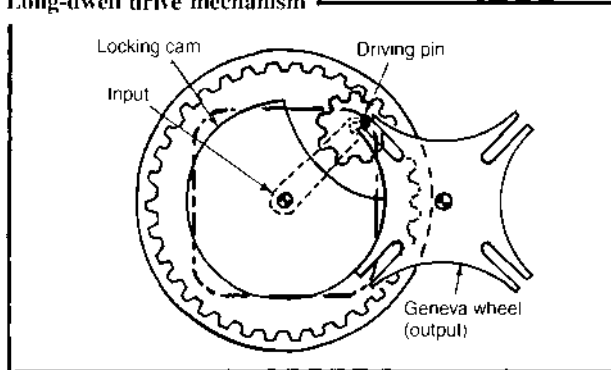 Long-dwell drive mechanism
Locking cam
Driving pin
Input
Geneva wheel
(output)